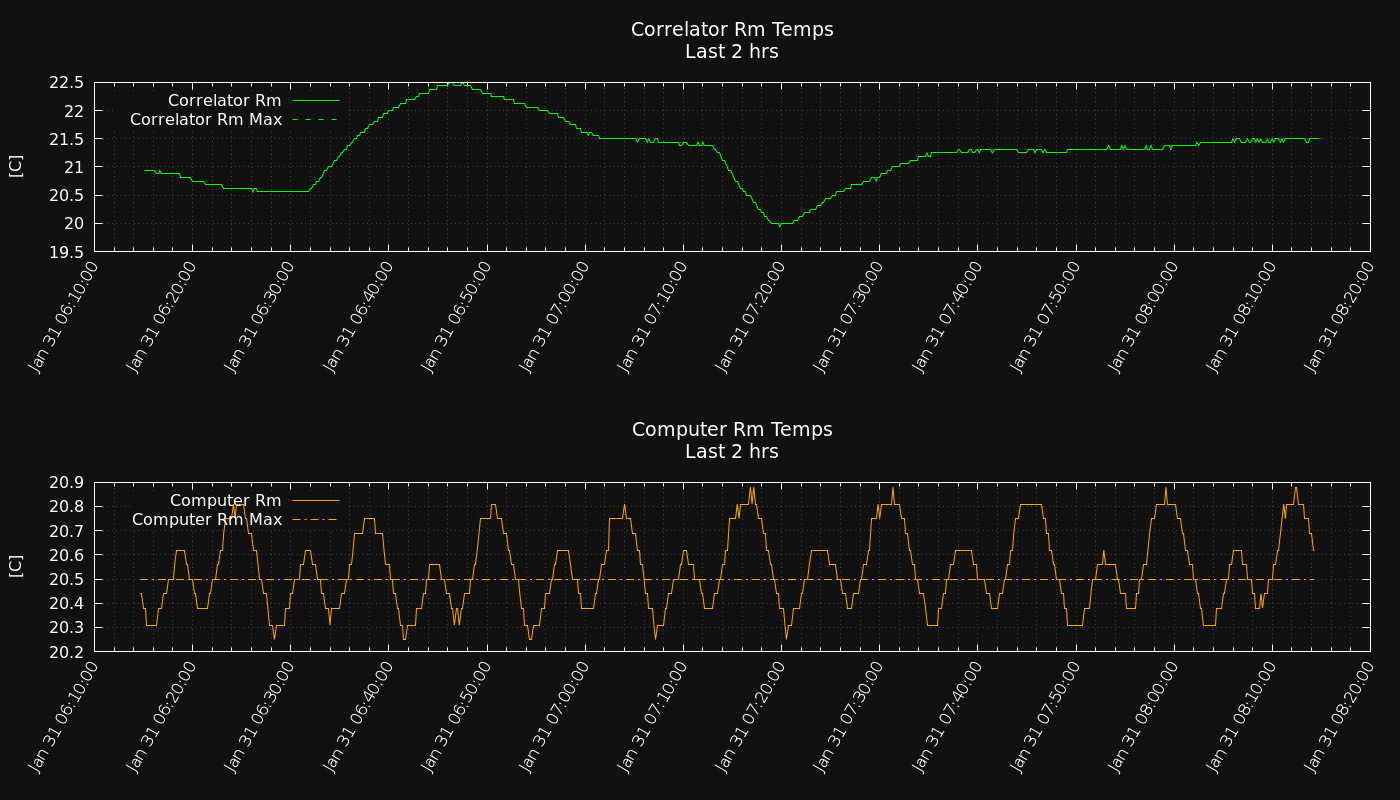 Correlator Rm Temps
Last 2 hrs
[C]
22.5
22
21.5
21
20.5
20
19.5
Correlator Rm
Correlator Rm Max
Jan 31 06:10:00
Jan 31 06:20:00
Jan 31 06:30:00
Jan 31 06:40:00
Jan 31 06:50:00
Jan 31 07:00:00
Jan 31 07:10:00
Jan 31 07:20:00
Jan 31 07:30:00
Jan 31 07:40:00
Jan 31 07:50:00
Jan 31 08:00:00
Jan 31 08:10:00
Jan 31 08:20:00
Computer Rm Temps
Last 2 hrs
[C]
20.9
20.8
20.7
20.6
20.5
20.4
20.3
20.2
Computer Rm
Computer Rm Max
Jan 31 06:10:00
Jan 31 06:20:00
Jan 31 06:30:00
Jan 31 06:40:00
Jan 31 06:50:00
Jan 31 07:00:00
Jan 31 07:10:00
Jan 31 07:20:00
Jan 31 07:30:00
Jan 31 07:40:00
Jan 31 07:50:00
Jan 31 08:00:00
Jan 31 08:10:00
Jan 31 08:20:00